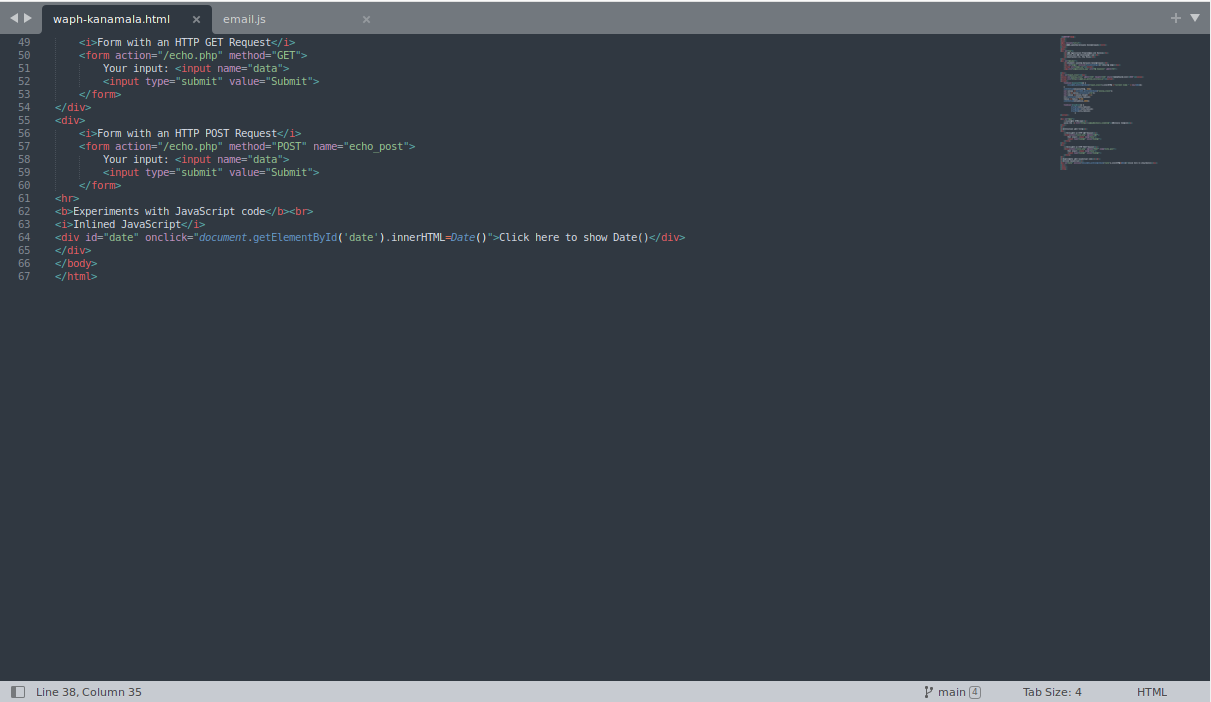 waph-kanamala.html × email.js ×
49 <i>Form with an HTTP GET Request</i>
50 <form action="/echo.php" method="GET">
51 Your input: <input name="data">
52 <input type="submit" value="Submit">
53 </form>
54 </div>
55 <div>
56 <i>Form with an HTTP POST Request</i>
57 <form action="/echo.php" method="POST" name="echo_post">
58 Your input: <input name="data">
59 <input type="submit" value="Submit">
60 </form>
61 <hr>
62 <b>Experiments with JavaScript code</b><br>
63 <i>Inlined JavaScript</i>
64 <div id="date" onclick="document.getElementById('date').innerHTML=Date()">Click here to show Date()</div>
65 </div>
66 </body>
67 </html>
Line 38, Column 35 main 4 Tab Size: 4 HTML